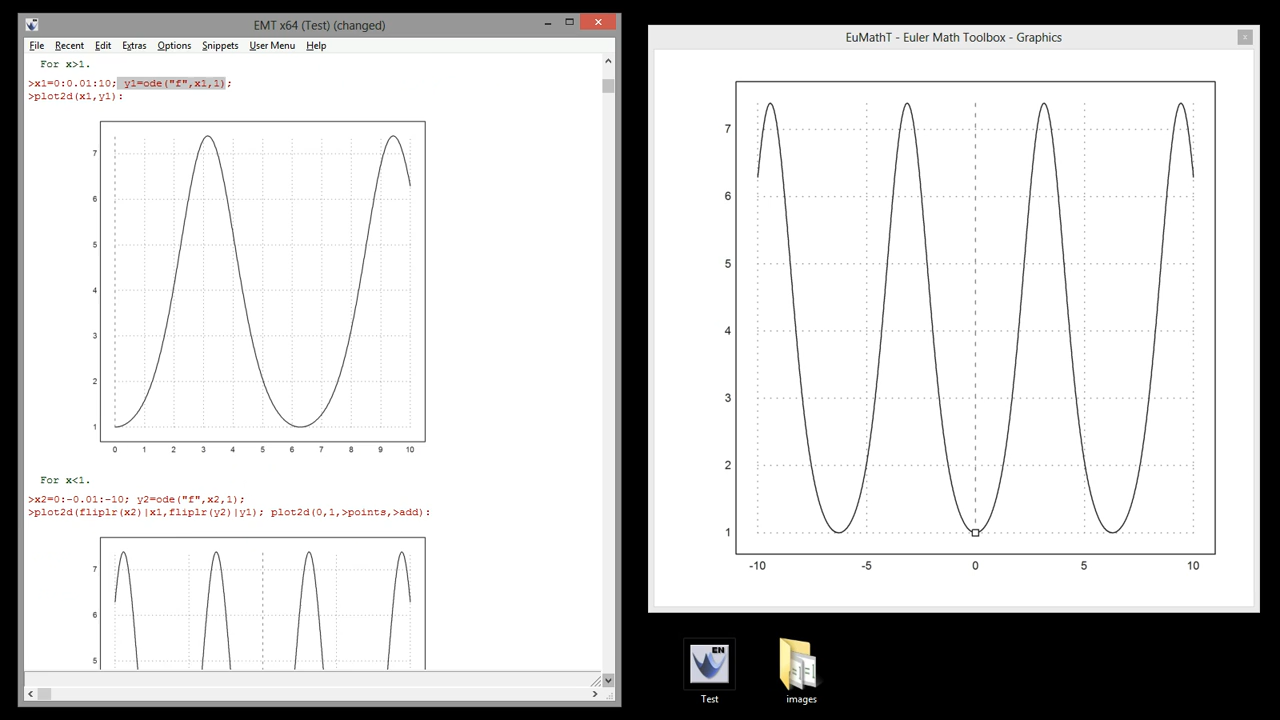 EMT x64 (Test) (changed)
File Recent Edit Extras Options Snippets User Menu Help
For x>1.
>x1=0:0.01:10; y1=ode("f",x1,1);
>plot2d(x1,y1):
7
6
5
4
3
2
1
0 1 2 3 4 5 6 7 8 9 10
For x<1.
>x2=0:-0.01:-10; y2=ode("f",x2,1);
>plot2d(fliplr(x2)|x1,fliplr(y2)|y1); plot2d(0,1,>points,>add):
7
6
5
EuMathT - Euler Math Toolbox - Graphics
7
6
5
4
3
2
1
-10 -5 0 5 10
EN
Test
images